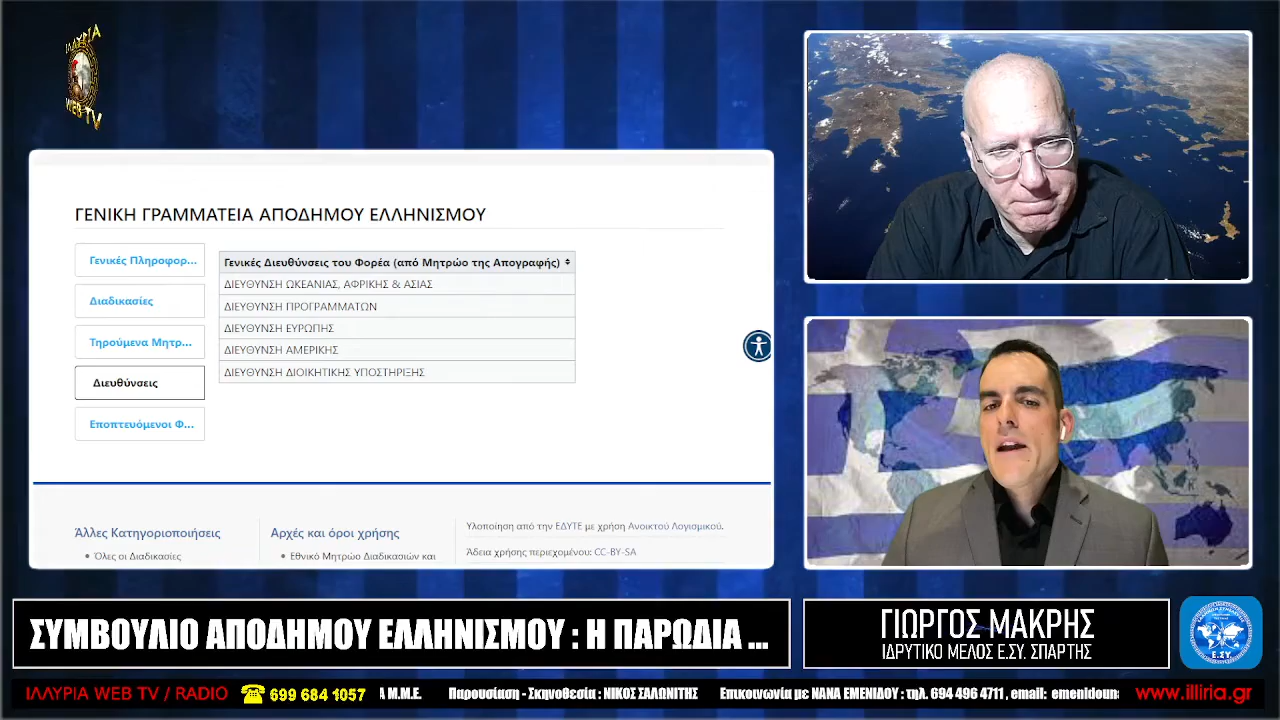 ΙΛΛΥΡΙΑ
WEB TV
ΓΕΝΙΚΗ ΓΡΑΜΜΑΤΕΙΑ ΑΠΟΔΗΜΟΥ ΕΛΛΗΝΙΣΜΟΥ
Γενικές Πληροφορ...
Διαδικασίες
Τηρούμενα Μητρ...
Διευθύνσεις
Εποπτευόμενοι Φ...
Γενικές Διευθύνσεις του Φορέα (από Μητρώο της Απογραφής)
ΔΙΕΥΘΥΝΣΗ ΩΚΕΑΝΙΑΣ, ΑΦΡΙΚΗΣ & ΑΣΙΑΣ
ΔΙΕΥΘΥΝΣΗ ΠΡΟΓΡΑΜΜΑΤΩΝ
ΔΙΕΥΘΥΝΣΗ ΕΥΡΩΠΗΣ
ΔΙΕΥΘΥΝΣΗ ΑΜΕΡΙΚΗΣ
ΔΙΕΥΘΥΝΣΗ ΔΙΟΙΚΗΤΙΚΗΣ ΥΠΟΣΤΗΡΙΞΗΣ
Άλλες Κατηγοριοποιήσεις
Όλες οι Διαδικασίες
Αρχές και όροι χρήσης
Εθνικό Μητρώο Διαδικασιών και
Υλοποίηση από την ΕΔΥΤΕ με χρήση Ανοικτού Λογισμικού.
Άδεια χρήσης περιεχομένου: CC-BY-SA
ΣΥΜΒΟΥΛΙΟ ΑΠΟΔΗΜΟΥ ΕΛΛΗΝΙΣΜΟΥ : Η ΠΑΡΩΔΙΑ ...
ΓΙΩΡΓΟΣ ΜΑΚΡΗΣ
ΙΔΡΥΤΙΚΟ ΜΕΛΟΣ Ε.ΣΥ. ΣΠΑΡΤΗΣ
Ε.ΣΥ.
ΙΛΛΥΡΙΑ WEB TV / RADIO 699 684 1057 Α Μ.Μ.Ε. Παρουσίαση - Σκηνοθεσία : ΝΙΚΟΣ ΣΑΛΩΝΙΤΗΣ Επικοινωνία με ΝΑΝΑ ΕΜΕΝΙΔΟΥ : τηλ. 694 496 4711 , email: emenidoun www.illiria.gr